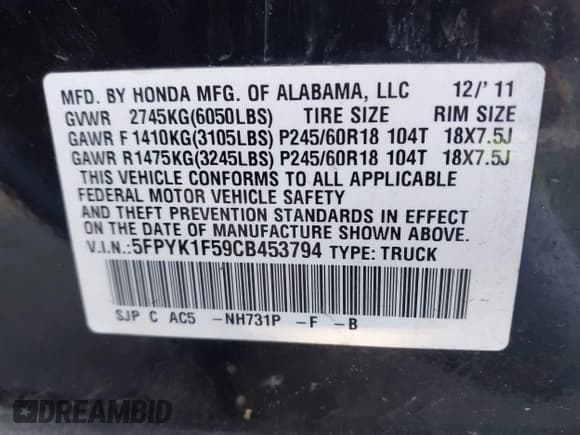 MFD. BY HONDA MFG. OF ALABAMA, LLC 12/'11
GVWR 2745KG(6050LBS) TIRE SIZE RIM SIZE
GAWR F 1410KG(3105LBS) P245/60R18 104T 18X7.5J
GAWR R1475KG(3245LBS) P245/60R18 104T 18X7.5J
THIS VEHICLE CONFORMS TO ALL APPLICABLE
FEDERAL MOTOR VEHICLE SAFETY
AND THEFT PREVENTION STANDARDS IN EFFECT
ON THE DATE OF MANUFACTURE SHOWN ABOVE.
V.I.N.:5FPYK1F59CB453794 TYPE: TRUCK
SJP C AC5 -NH731P -F -B
DREAMBID